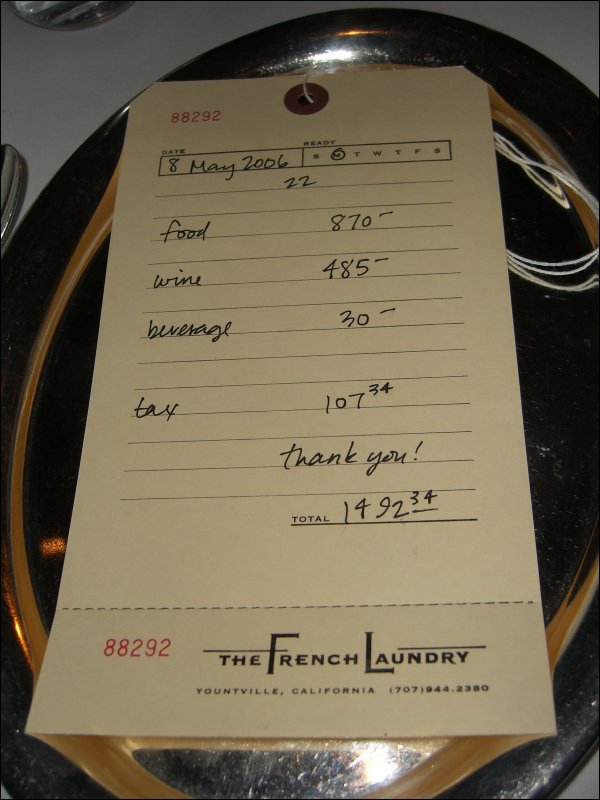 88292
DATE READY
8 May 2006 S M T W T F S
22
food 870-
wine 485-
beverage 30-
tax 107 34
thank you!
TOTAL 1492 34
88292 THE FRENCH LAUNDRY
YOUNTVILLE, CALIFORNIA (707)944.2380